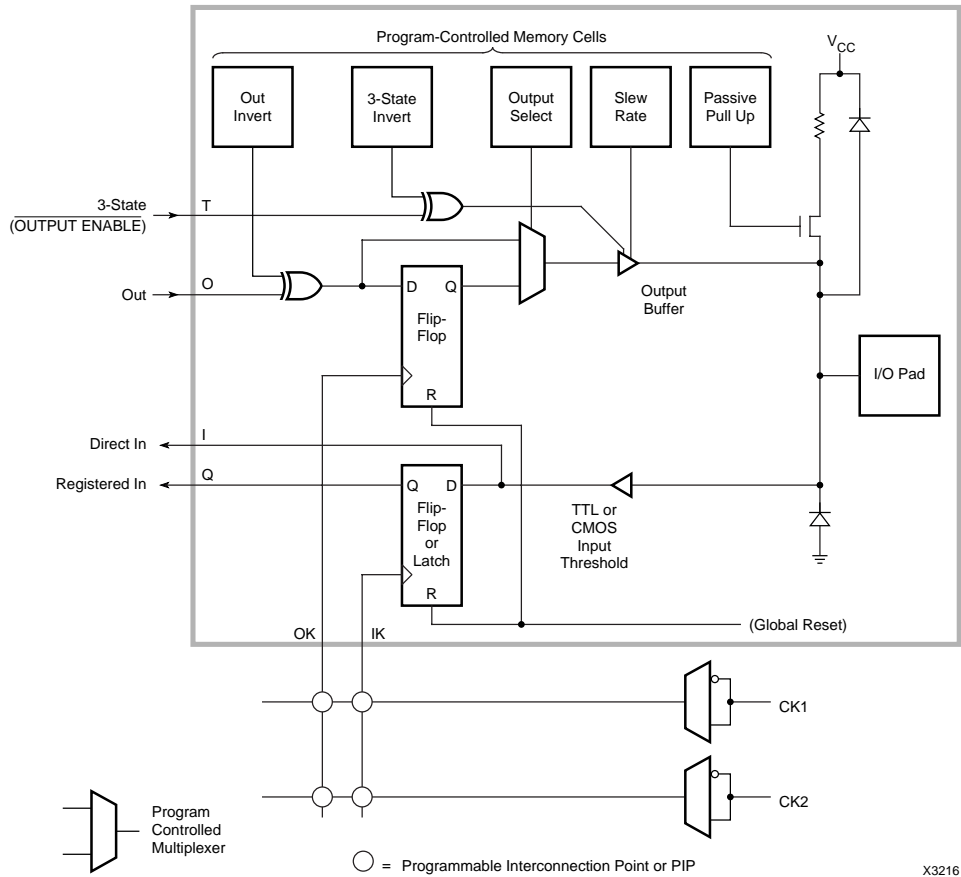 Program-Controlled Memory Cells
VCC
Out
Invert
3-State
Invert
Output
Select
Slew
Rate
Passive
Pull Up
3-State
(OUTPUT ENABLE)
T
Out
O
D
Q
Flip-
Flop
R
Output
Buffer
I/O Pad
Direct In
I
Registered In
Q
Q
D
Flip-
Flop
or
Latch
R
TTL or
CMOS
Input
Threshold
OK
IK
(Global Reset)
CK1
CK2
Program
Controlled
Multiplexer
= Programmable Interconnection Point or PIP
X3216